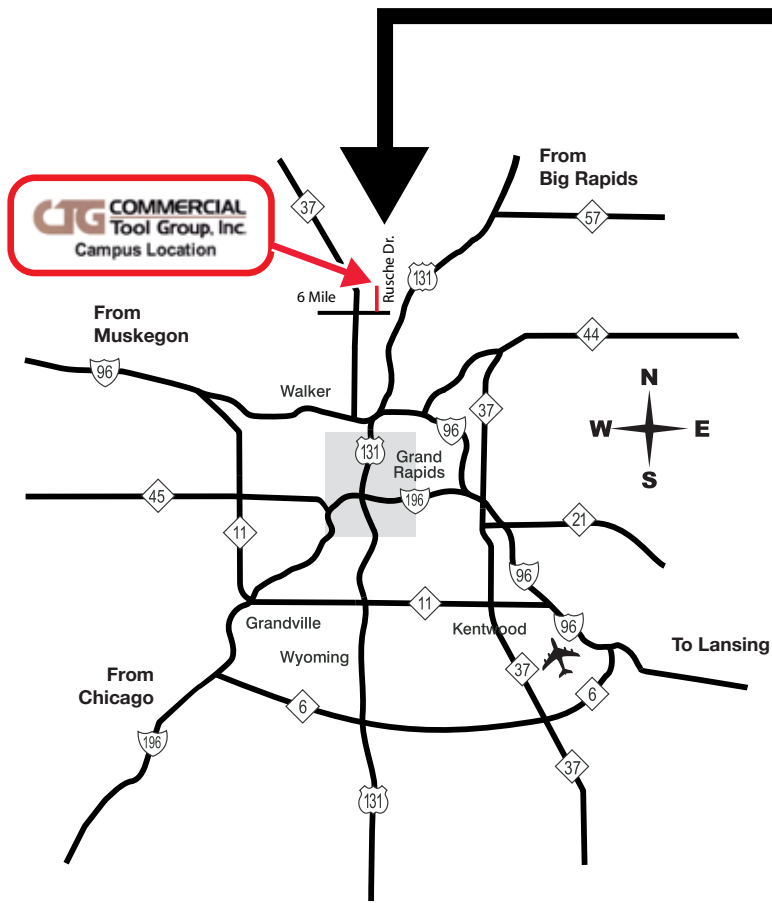 From
Big Rapids
37
57
CTG COMMERCIAL
Tool Group, Inc.
Campus Location
Rusche Dr.
131
6 Mile
From
Muskegon
44
96
Walker
37
N
W E
S
96
131
Grand
Rapids
196
45
21
11
96
11
96
Grandville
Kentwood
Wyoming
To Lansing
From
Chicago
37
6
6
196
37
131